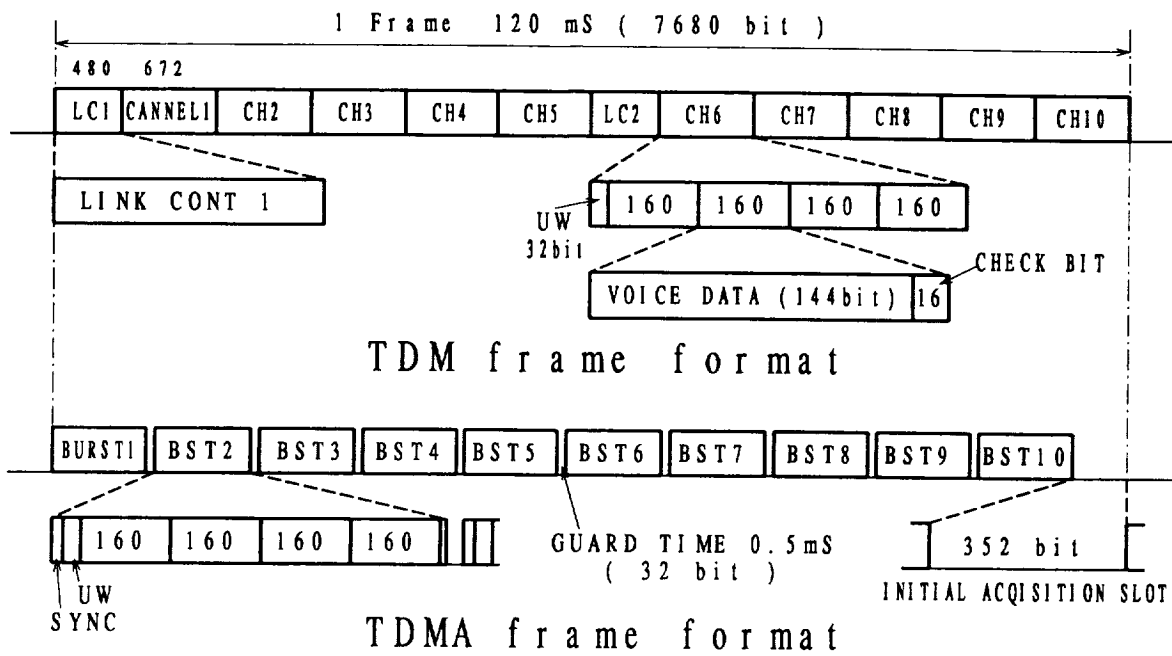 1 Frame 120 mS ( 7680 bit )
480 672
LC1 CANNEL1 CH2 CH3 CH4 CH5 LC2 CH6 CH7 CH8 CH9 CH10
LINK CONT 1
160 160 160 160
UW
32bit
CHECK BIT
VOICE DATA (144bit) 16
TDM frame format
BURST1 BST2 BST3 BST4 BST5 BST6 BST7 BST8 BST9 BST10
160 160 160 160
GUARD TIME 0.5mS
( 32 bit )
352 bit
INITIAL ACQISITION SLOT
UW
SYNC
TDMA frame format